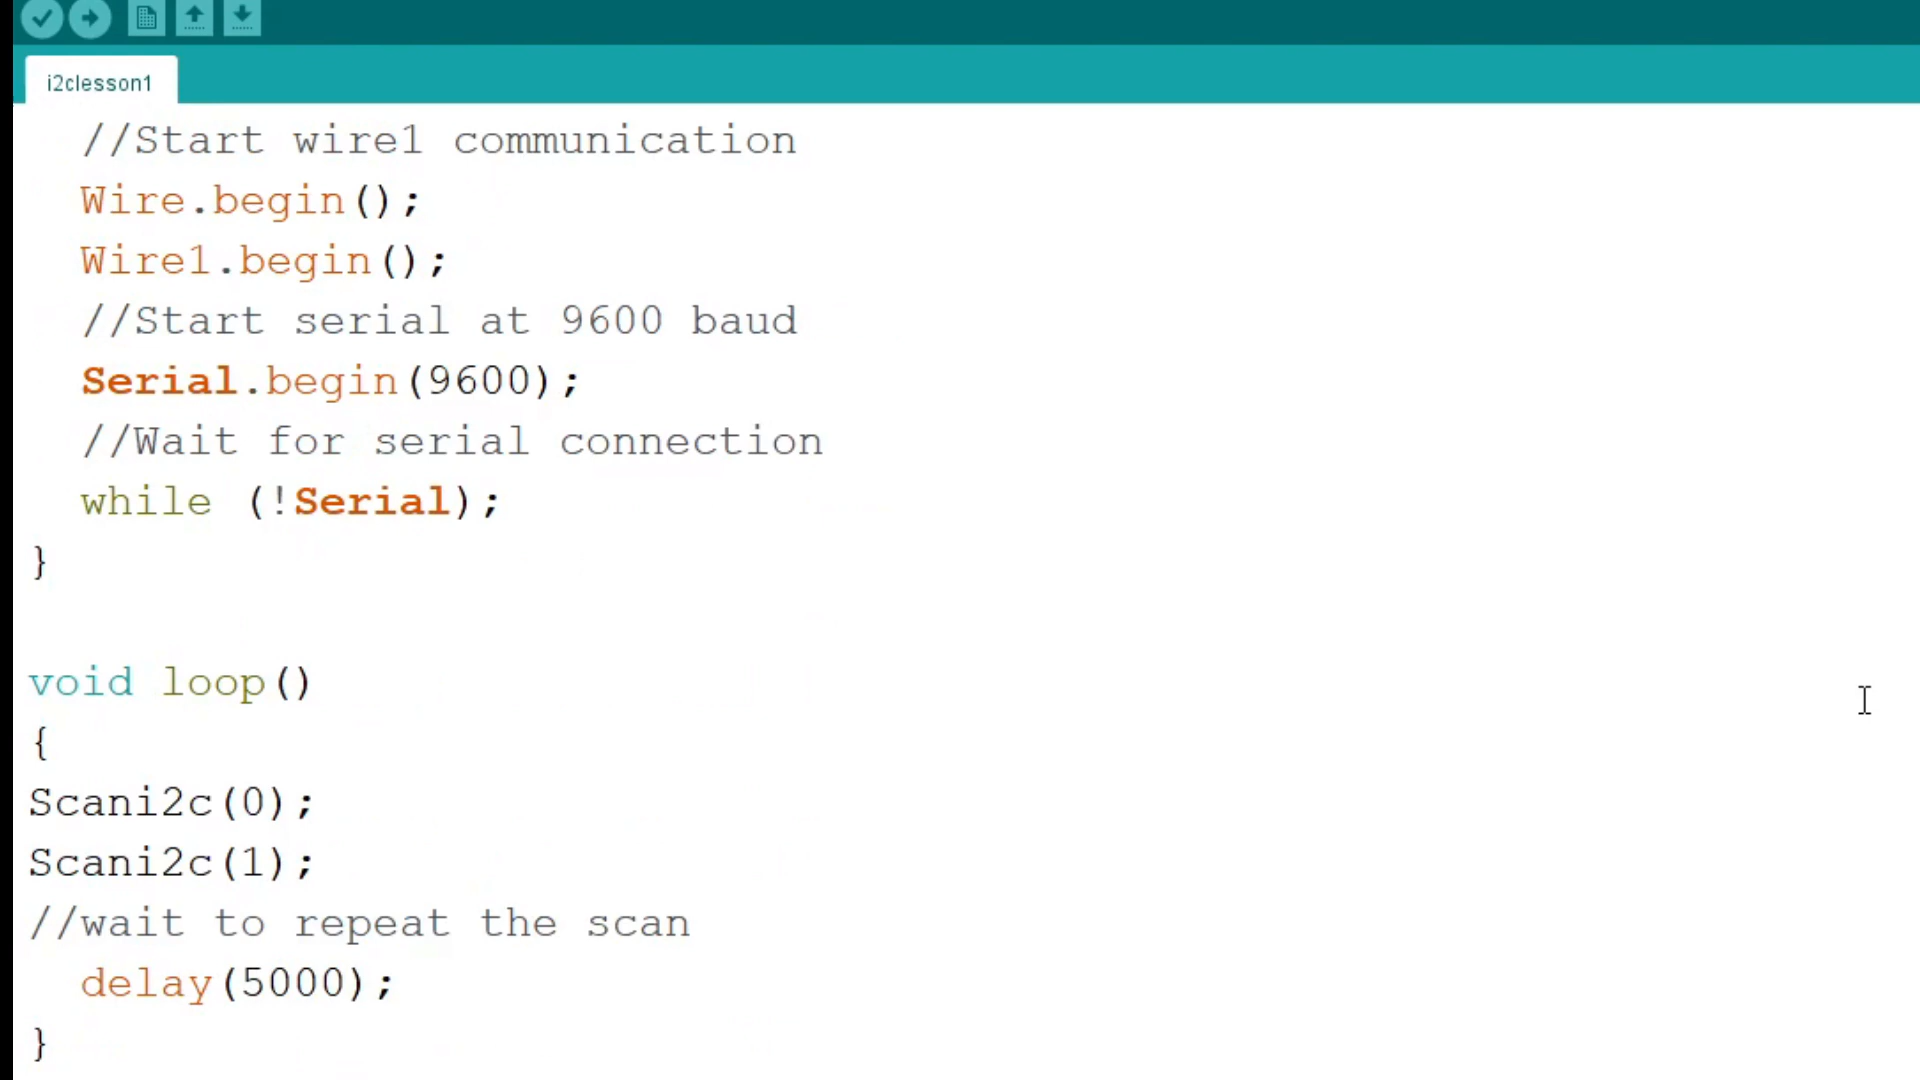 i2clesson1
//Start wire1 communication
Wire.begin();
Wire1.begin();
//Start serial at 9600 baud
Serial.begin(9600);
//Wait for serial connection
while (!Serial);
}
void loop()
{
Scani2c(0);
Scani2c(1);
//wait to repeat the scan
delay(5000);
}